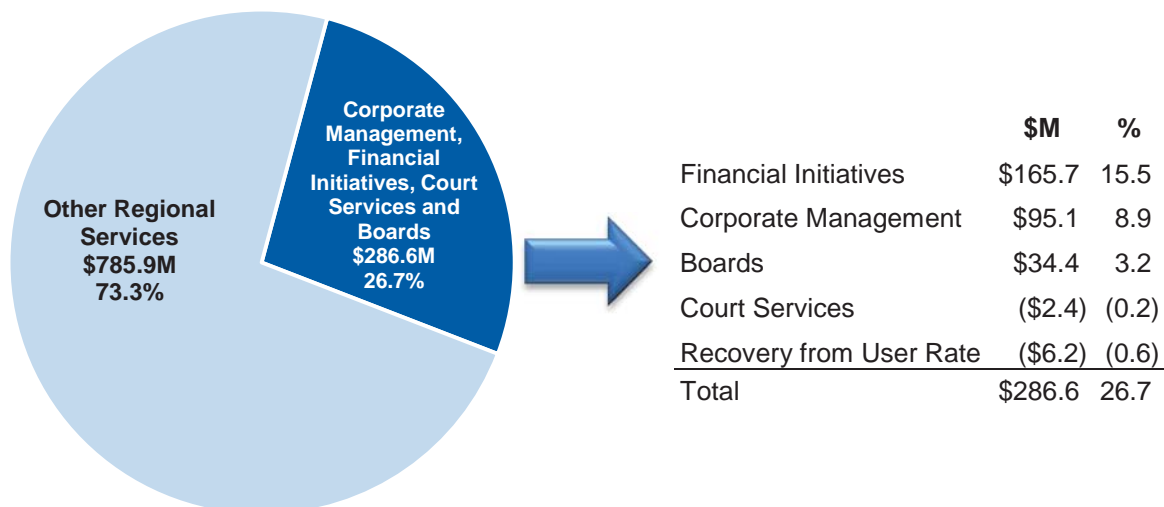 Other Regional
Services
$785.9M
73.3%
Corporate
Management,
Financial
Initiatives, Court
Services and
Boards
$286.6M
26.7%
$M %
Financial Initiatives $165.7 15.5
Corporate Management $95.1 8.9
Boards $34.4 3.2
Court Services ($2.4) (0.2)
Recovery from User Rate ($6.2) (0.6)
Total $286.6 26.7